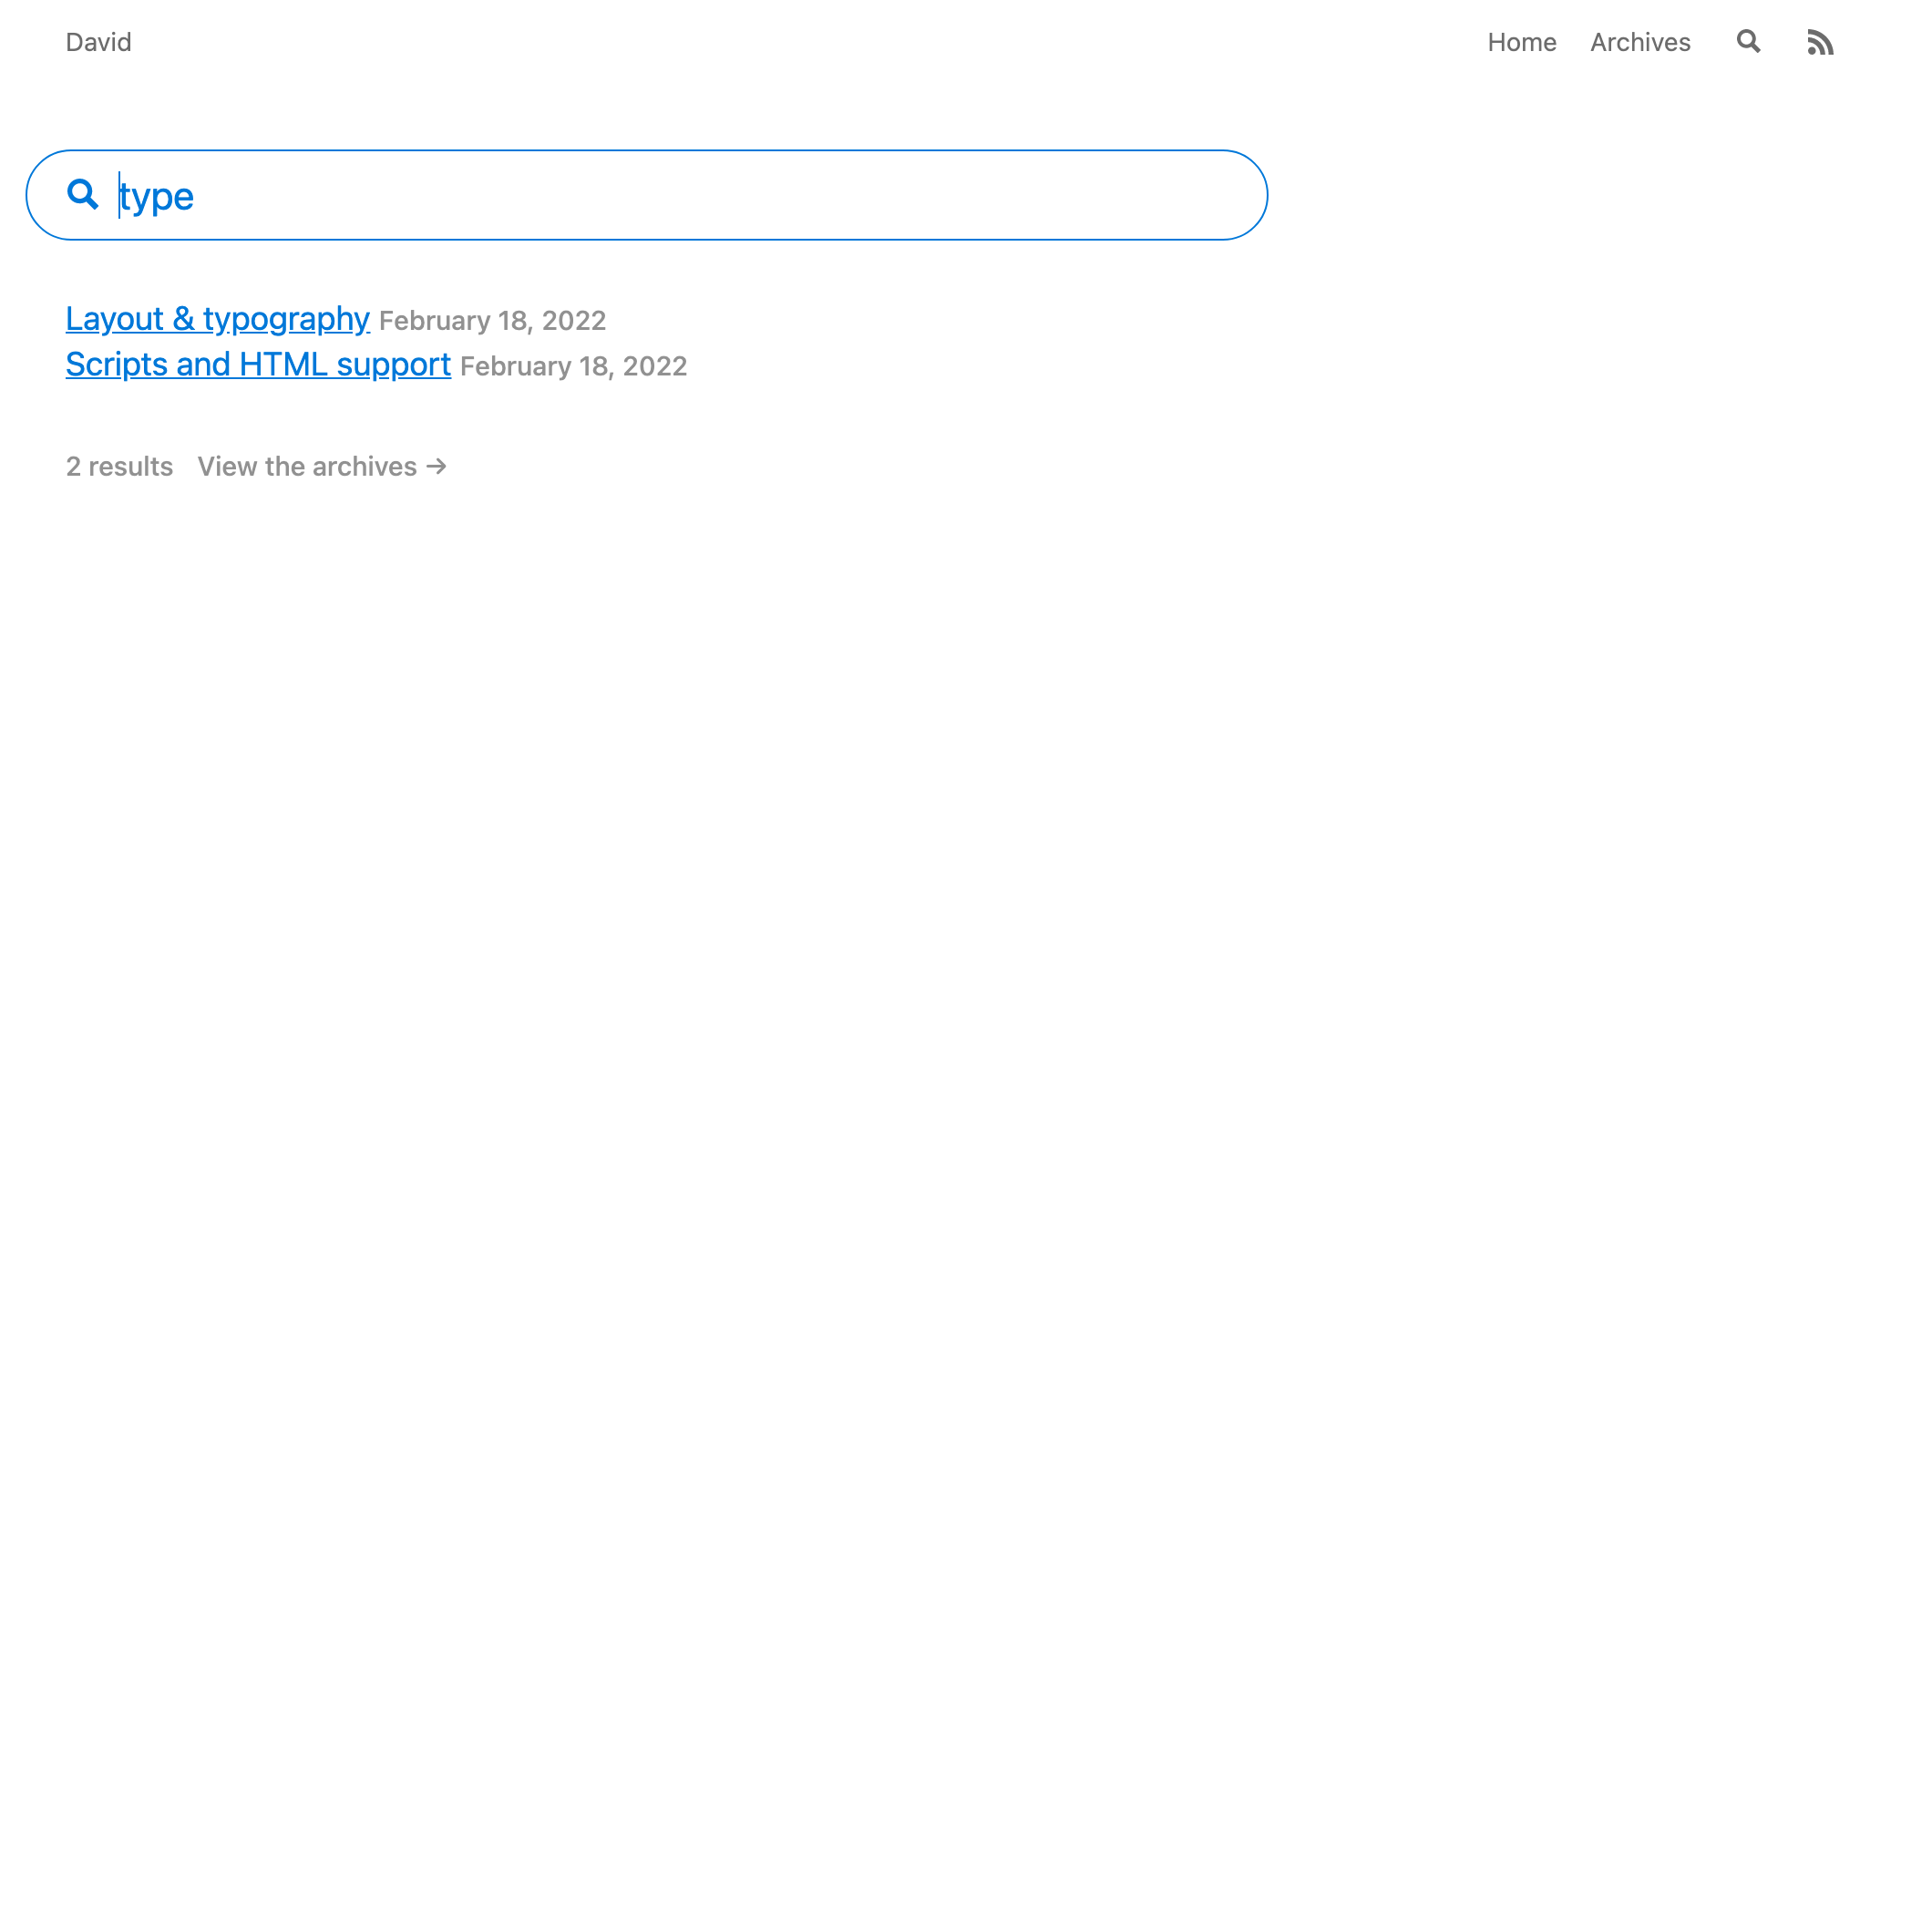 David Home Archives
type
Layout & typography February 18, 2022
Scripts and HTML support February 18, 2022
2 results View the archives →